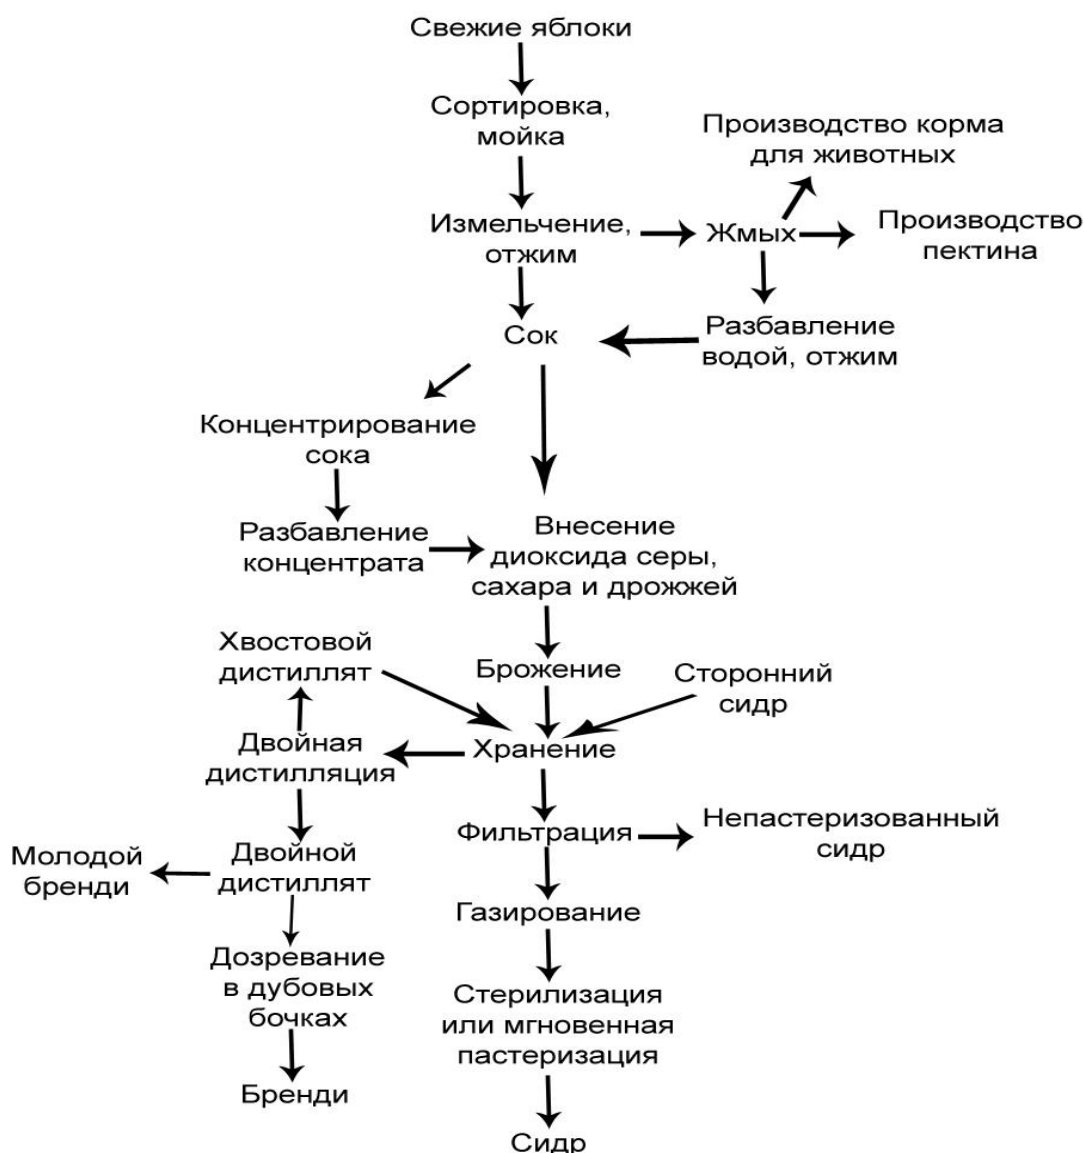 Свежие яблоки
Сортировка,
мойка
Производство корма
для животных
Измельчение,
отжим
Жмых
Производство
пектина
Сок
Разбавление
водой, отжим
Концентрирование
сока
Разбавление
концентрата
Внесение
диоксида серы,
сахара и дрожжей
Хвостовой
дистиллят
Брожение
Сторонний
сидр
Двойная
дистилляция
Хранение
Фильтрация
Непастеризованный
сидр
Молодой
бренди
Двойной
дистиллят
Газирование
Дозревание
в дубовых
бочках
Стерилизация
или мгновенная
пастеризация
Бренди
Сидр